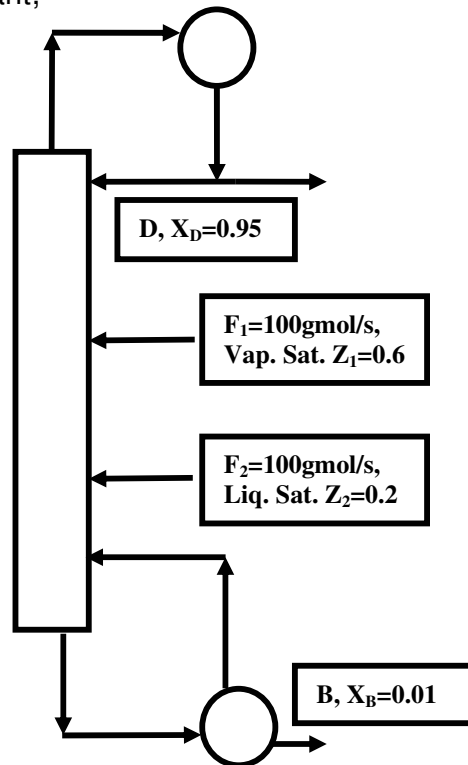 D, X_D=0.95
F_1=100gmol/s,
Vap. Sat. Z_1=0.6
F_2=100gmol/s,
Liq. Sat. Z_2=0.2
B, X_B=0.01